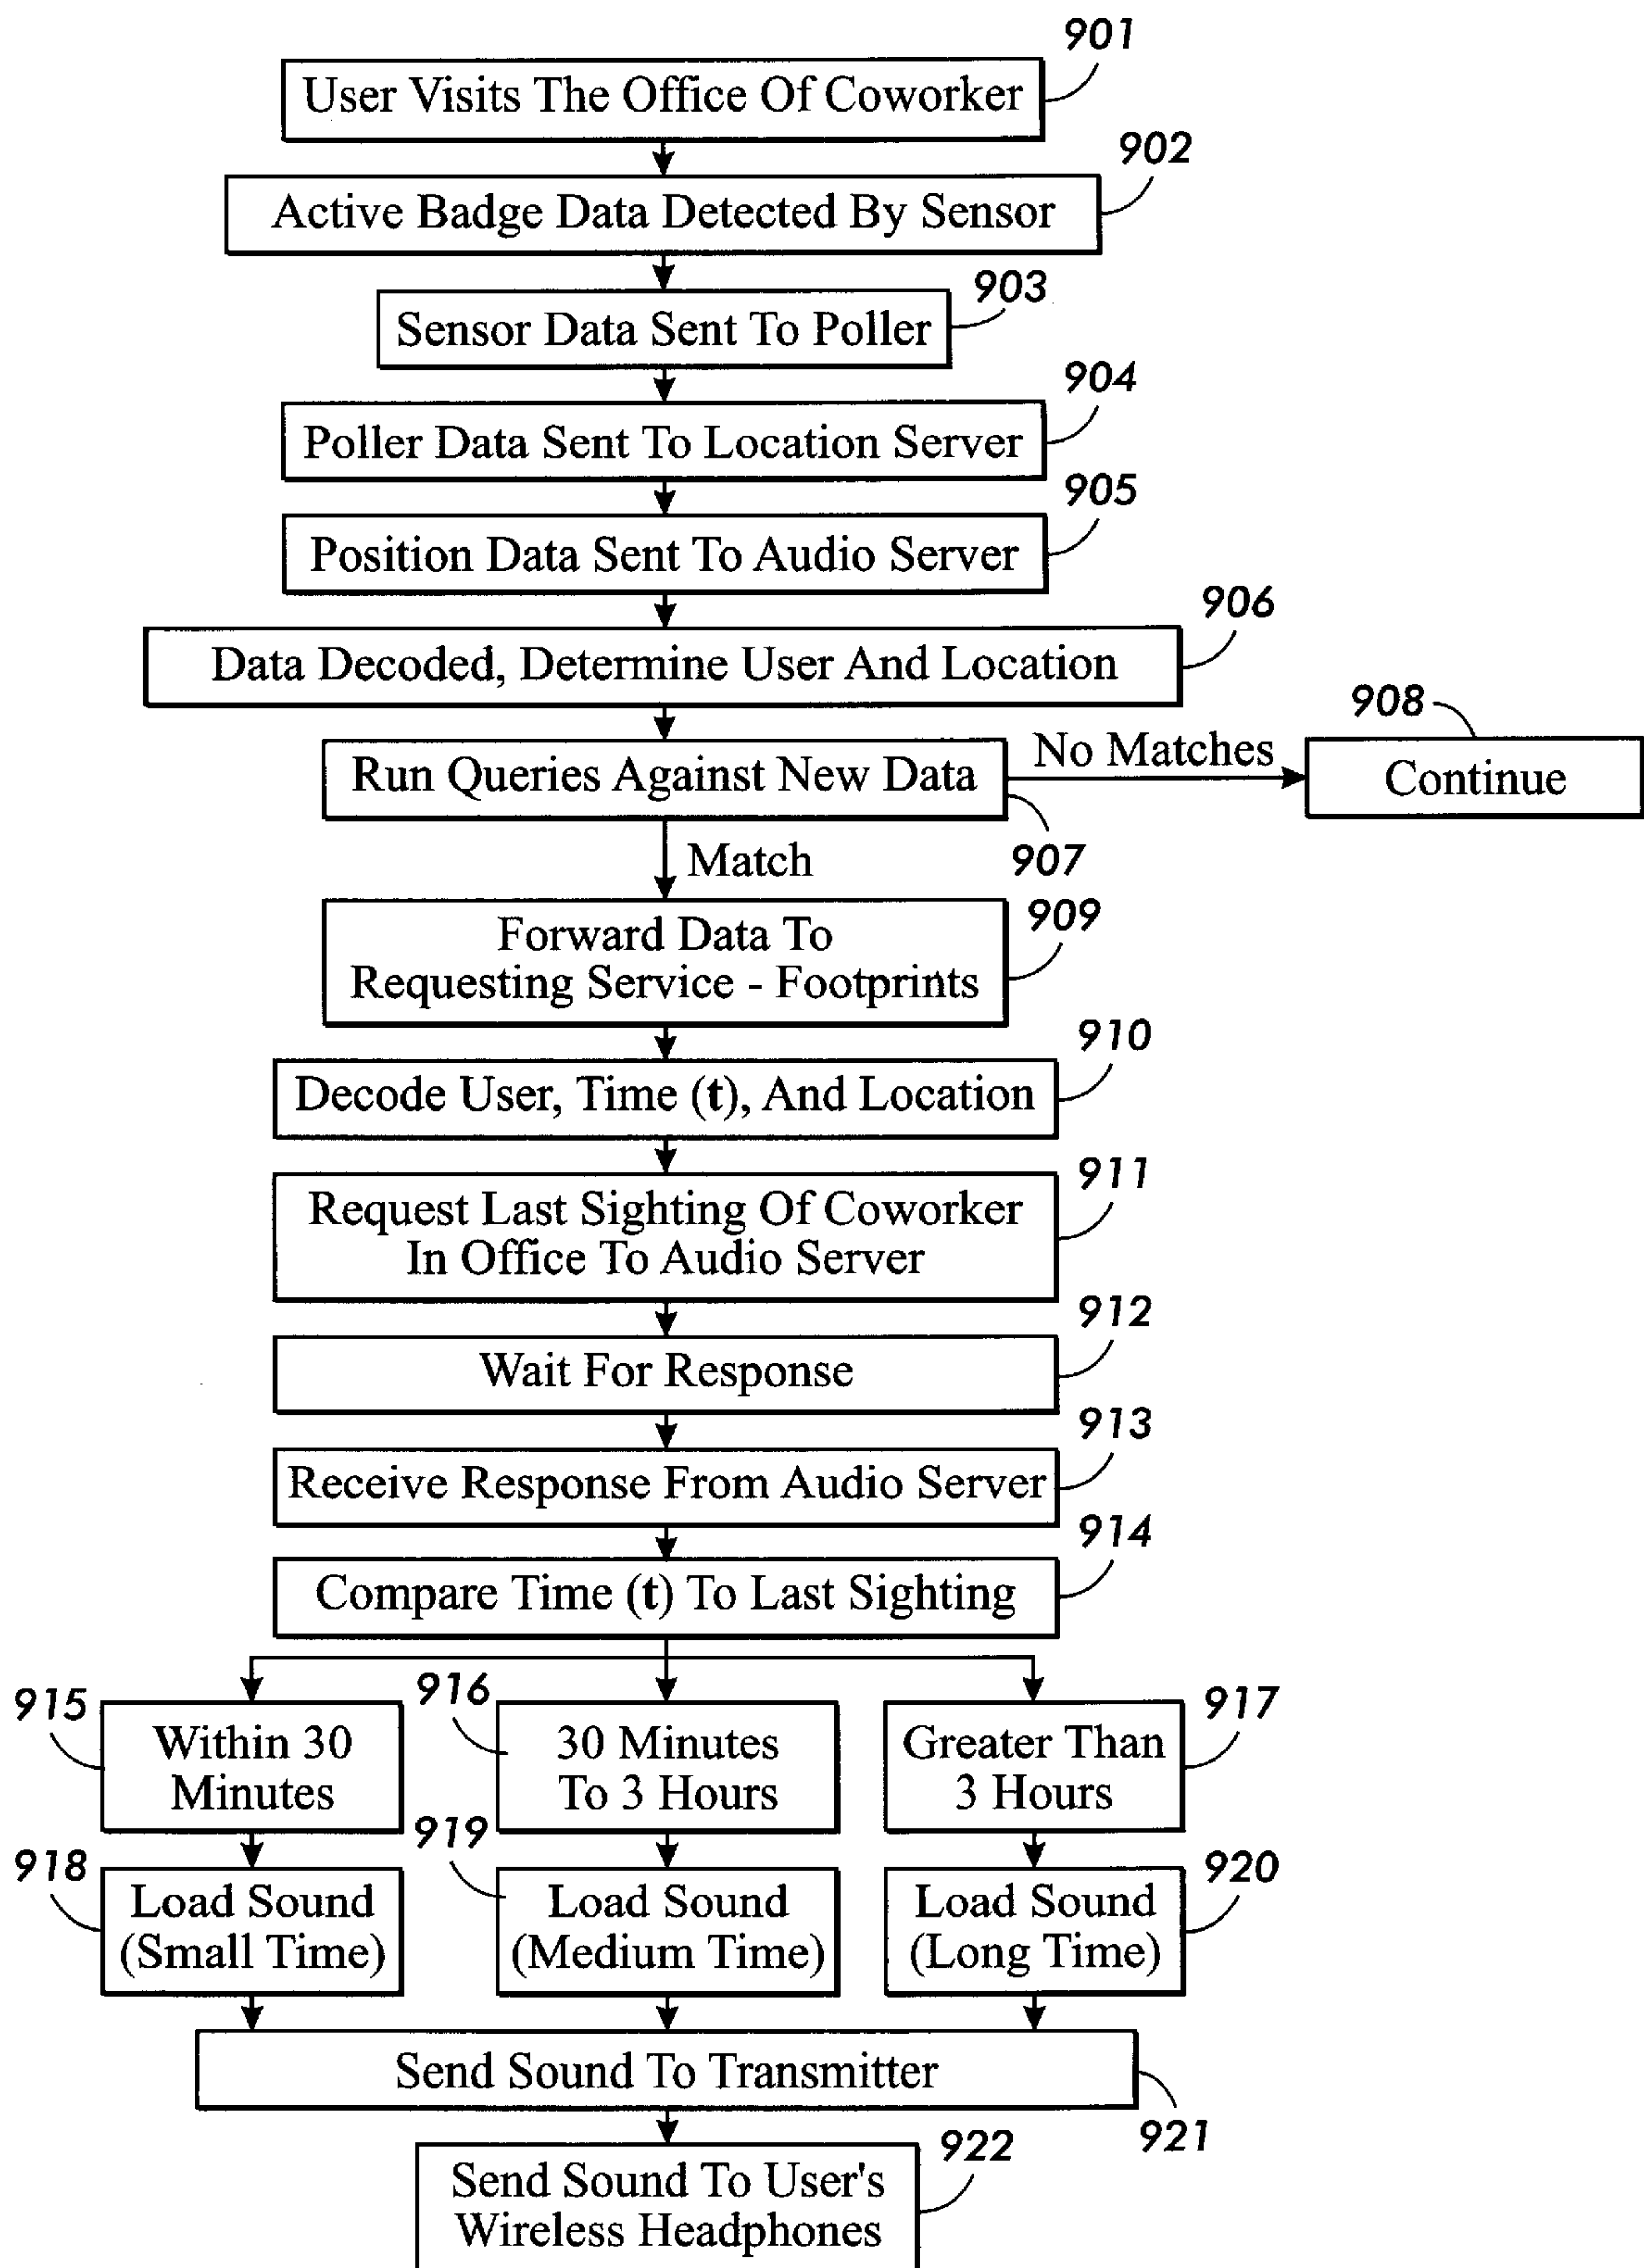 901
User Visits The Office Of Coworker
902
Active Badge Data Detected By Sensor
903
Sensor Data Sent To Poller
904
Poller Data Sent To Location Server
905
Position Data Sent To Audio Server
906
Data Decoded, Determine User And Location
908
Run Queries Against New Data
No Matches
Continue
907
Match
909
Forward Data To
Requesting Service - Footprints
910
Decode User, Time (t), And Location
911
Request Last Sighting Of Coworker
In Office To Audio Server
912
Wait For Response
913
Receive Response From Audio Server
914
Compare Time (t) To Last Sighting
915
Within 30
Minutes
916
30 Minutes
To 3 Hours
917
Greater Than
3 Hours
918
Load Sound
(Small Time)
919
Load Sound
(Medium Time)
920
Load Sound
(Long Time)
Send Sound To Transmitter
921
922
Send Sound To User's
Wireless Headphones